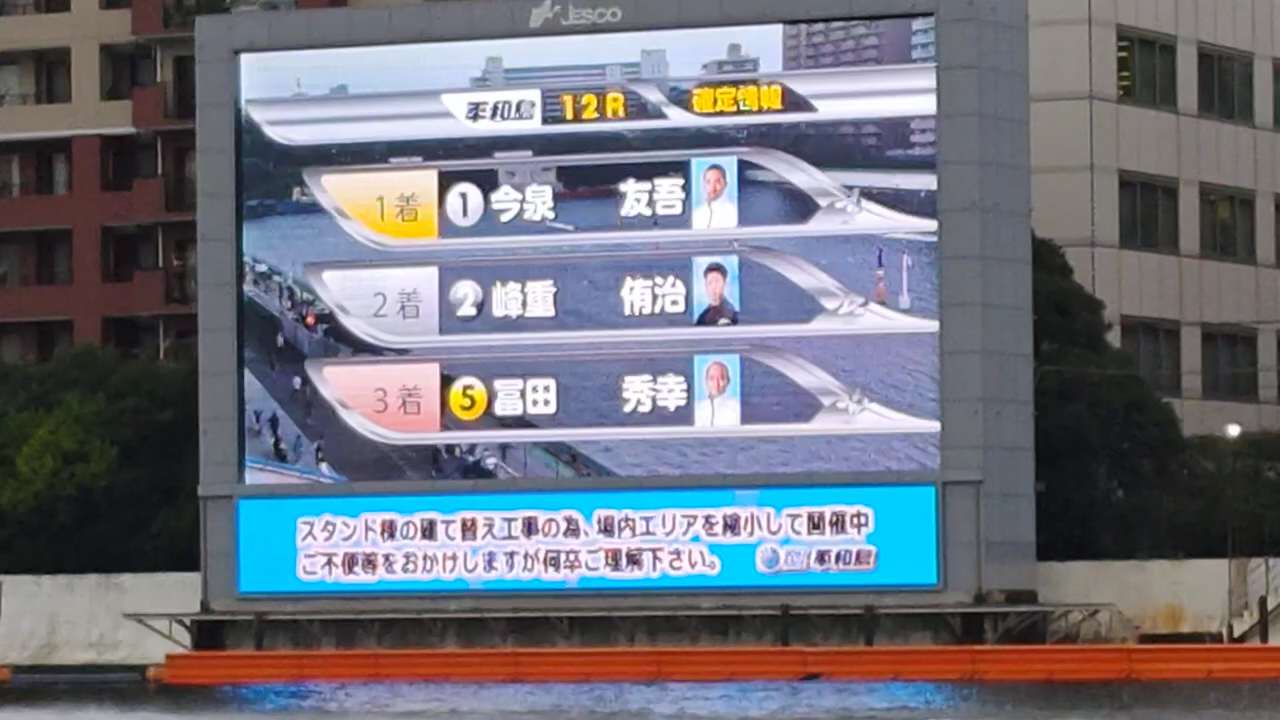 JESCO
平和島 12R 確定情報
1着 1 今泉 友吾
2着 2 峰重 侑治
3着 5 冨田 秀幸
スタンド棟の建て替え工事の為、場内エリアを縮小して開催中
ご不便等をおかけしますが何卒ご理解下さい。
平和島